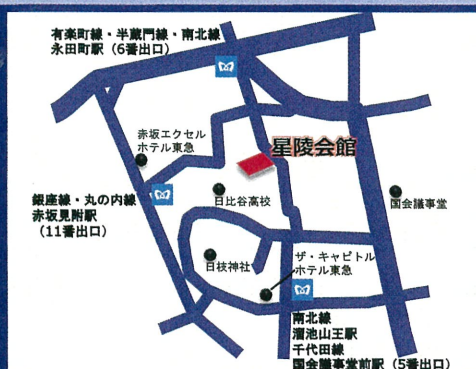 有楽町線・半蔵門線・南北線
永田町駅（6番出口）
赤坂エクセル
ホテル東急
星陵会館
銀座線・丸の内線
赤坂見附駅
（11番出口）
日比谷高校
国会議事堂
日枝神社
ザ・キャピトル
ホテル東急
南北線
溜池山王駅
千代田線
国会議事堂前駅（5番出口）